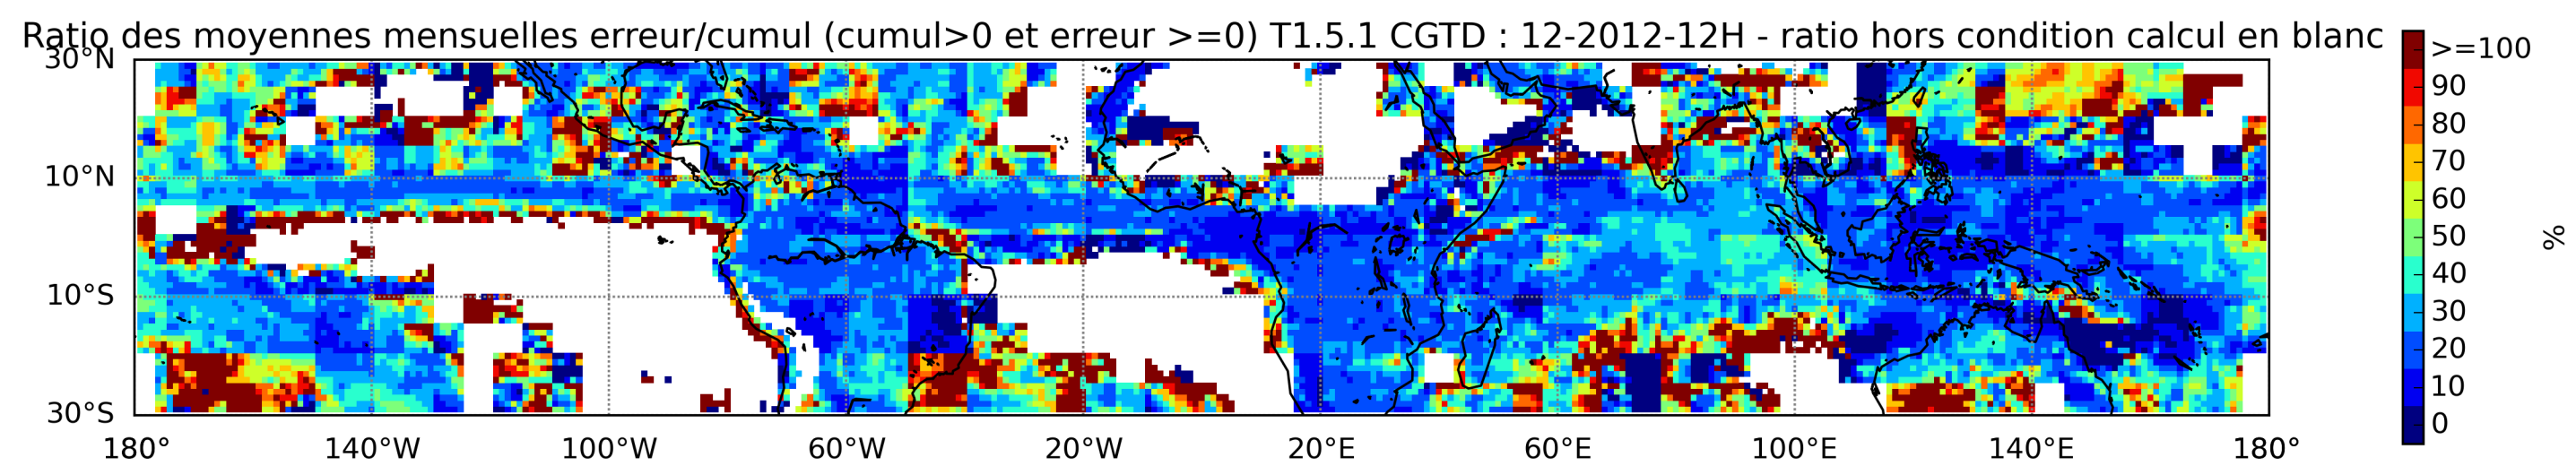 Ratio des moyennes mensuelles erreur/cumul (cumul>0 et erreur >=0) T1.5.1 CGTD : 12-2012-12H - ratio hors condition calcul en blanc
30°N
10°N
10°S
30°S
180° 140°W 100°W 60°W 20°W 20°E 60°E 100°E 140°E 180°
>=100
90
80
70
60
50
40
30
20
10
0
%